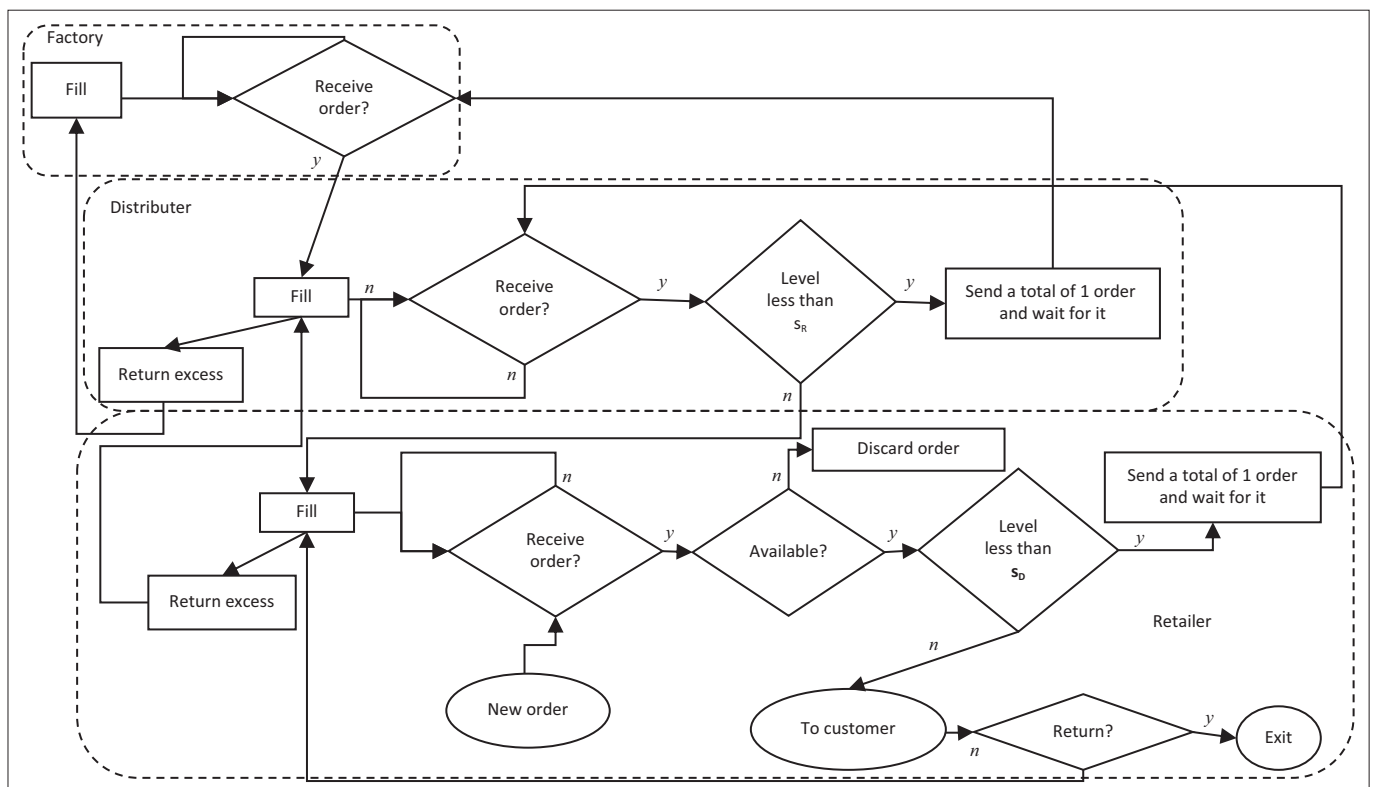 Factory
Fill
Receive
order?
y
Distributer
Fill
n
Receive
order?
n
y
Level
less than
sR
y
n
Send a total of 1 order
and wait for it
Return excess
Discard order
Fill
n
Receive
order?
y
n
Available?
y
Level
less than
sD
y
n
Send a total of 1 order
and wait for it
Return excess
Retailer
New order
To customer
n
Return?
y
Exit